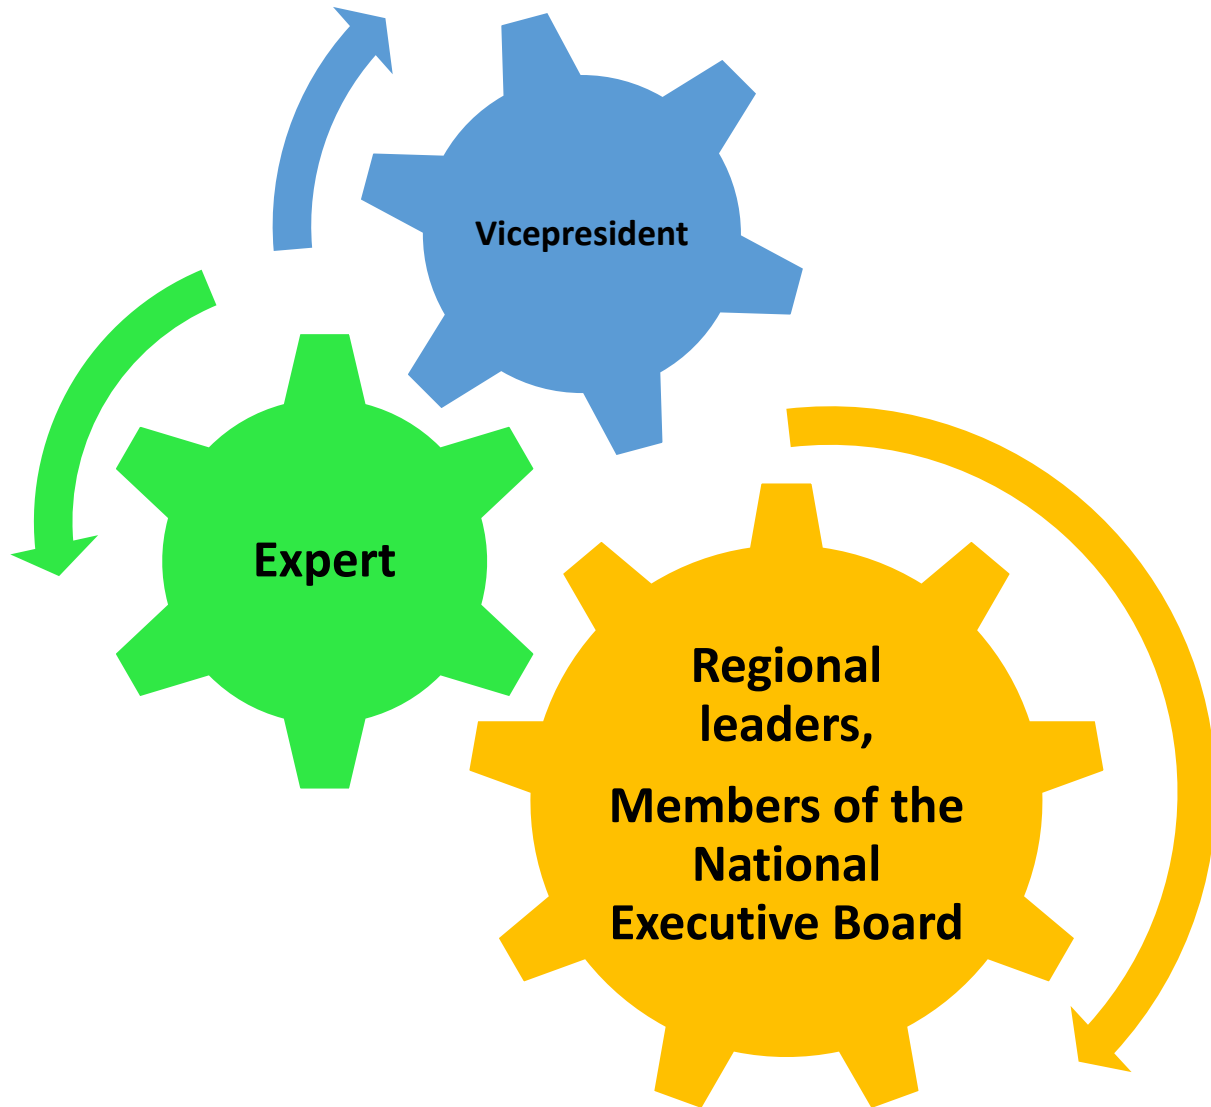 Vicepresident
Expert
Regional
leaders,
Members of the
National
Executive Board